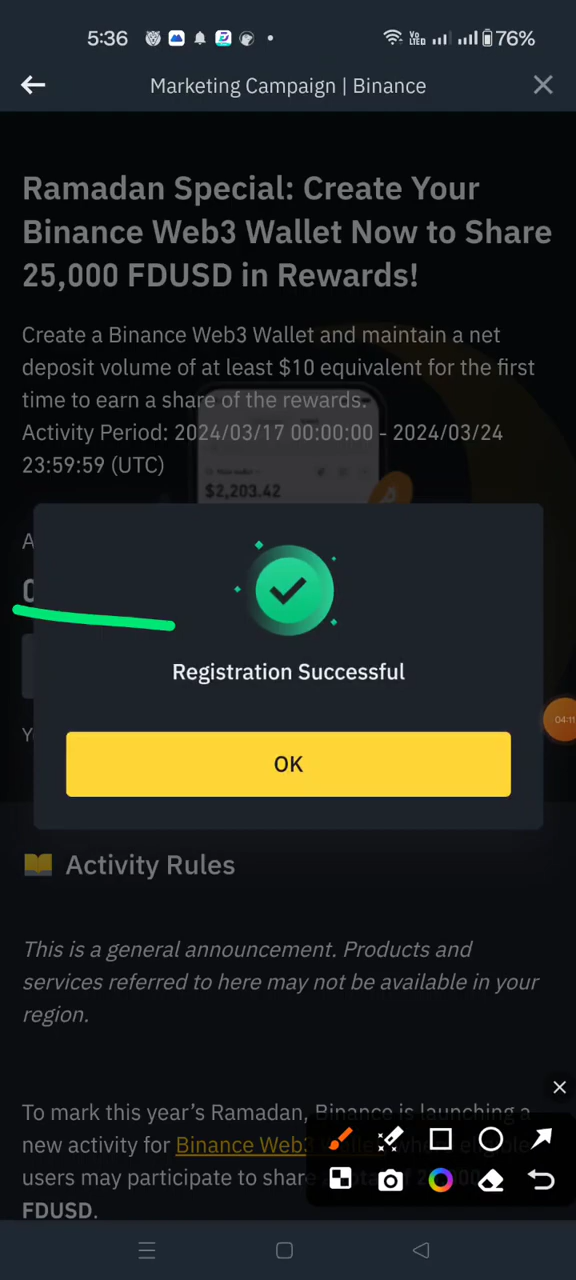 5:36
Vo LTED
76%
Marketing Campaign | Binance
Ramadan Special: Create Your
Binance Web3 Wallet Now to Share
25,000 FDUSD in Rewards!
Create a Binance Web3 Wallet and maintain a net
deposit volume of at least $10 equivalent for the first
time to earn a share of the rewards.
Activity Period: 2024/03/17 00:00:00 - 2024/03/24
23:59:59 (UTC)
$2,203.42
A
0
Registration Successful
04:11
Y
OK
Activity Rules
This is a general announcement. Products and
services referred to here may not be available in your
region.
To mark this year's Ramadan, Binance is launching a
new activity for Binance Web3
users may participate to share
FDUSD.